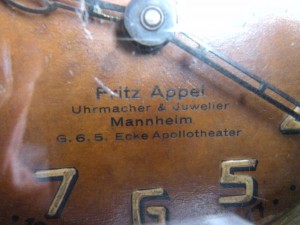 Fritz Appel
Uhrmacher & Juwelier
Mannheim
G. 6. 5. Ecke Apollotheater
7 6 5